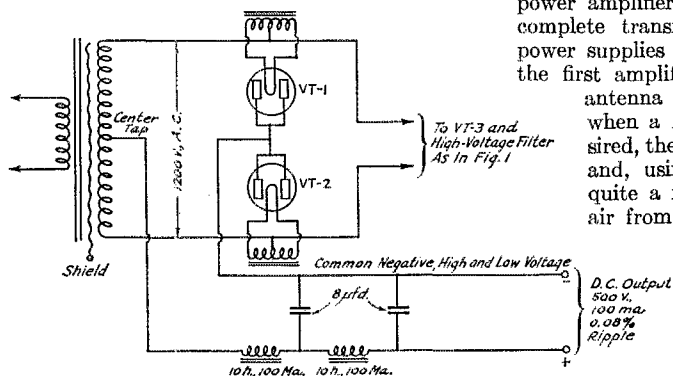 power amplifier
complete transi
power supplies
the first amplif
antenna
when a
sired, the
and, usin
quite a
air from
VT-1
Center
Tap
1200 V., A.C.
To VT-3 and
High-Voltage Filter
As In Fig. 1
VT-2
Shield
Common Negative, High and Low Voltage
8 μfd.
D.C. Output
500 V.,
100 ma.
0.08%
Ripple
-
+
10 h., 100 Ma.
10 h., 100 Ma.